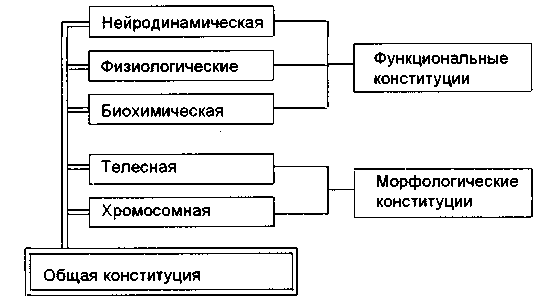 Нейродинамическая
Физиологические
Биохимическая
Функциональные
конституции
Телесная
Хромосомная
Морфологические
конституции
Общая конституция